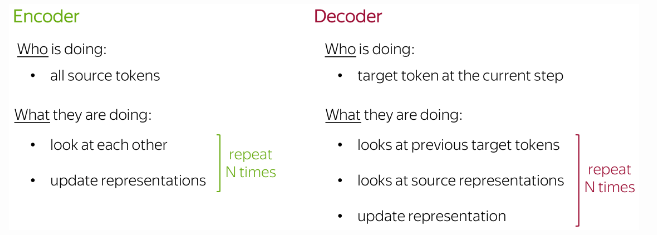 Encoder
Who is doing:
• all source tokens
What they are doing:
• look at each other
• update representations
repeat
N times
Decoder
Who is doing:
• target token at the current step
What they are doing:
• looks at previous target tokens
• looks at source representations
• update representation
repeat
N times